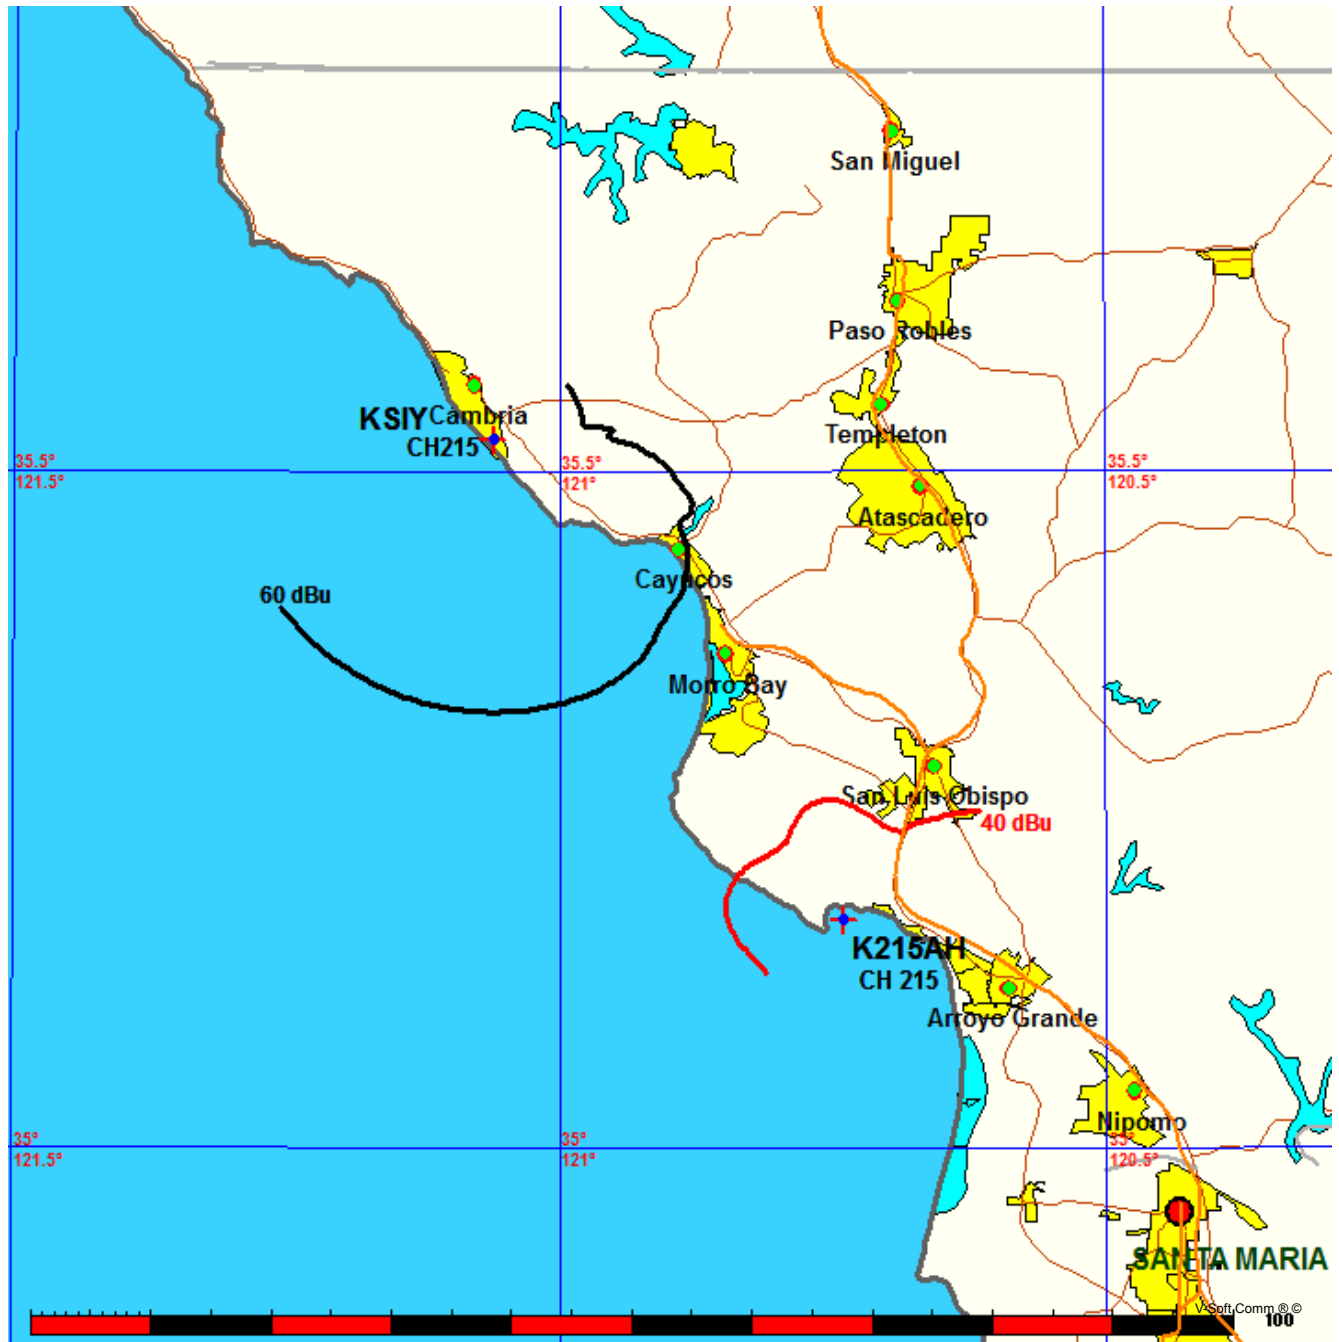 San Miguel
Paso Robles
KSIY Cambria
CH215
Templeton
35.5°
121.5°
35.5°
121°
35.5°
120.5°
Atascadero
Cayucos
60 dBu
Morro Bay
San Luis Obispo
40 dBu
K215AH
CH 215
Arroyo Grande
Nipomo
35°
121.5°
35°
121°
35°
120.5°
SANTA MARIA
V-Soft Comm ® ©
100